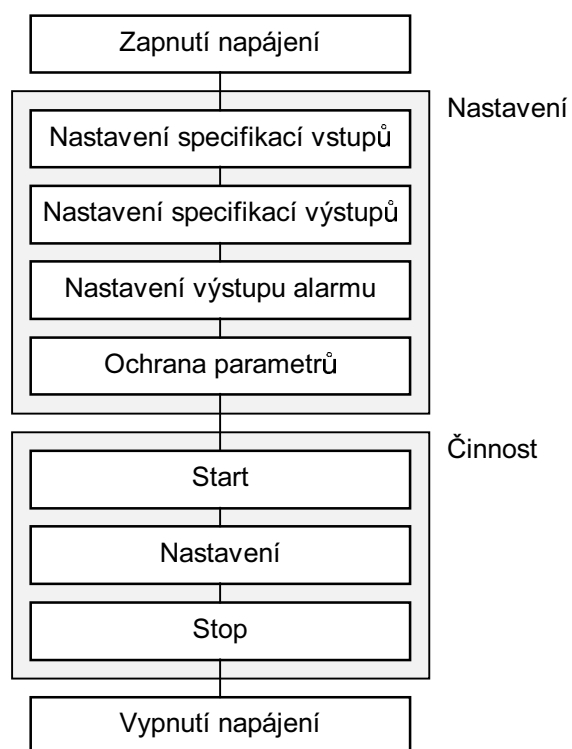 Zapnutí napájení
Nastavení
Nastavení specifikací vstupů
Nastavení specifikací výstupů
Nastavení výstupu alarmu
Ochrana parametrů
Činnost
Start
Nastavení
Stop
Vypnutí napájení